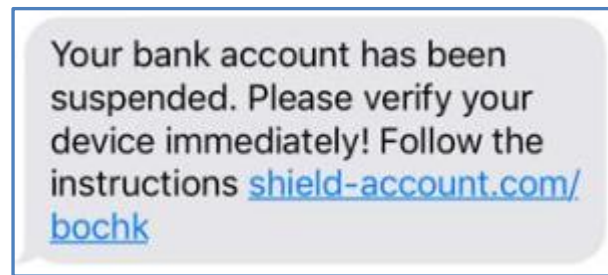 Your bank account has been
suspended. Please verify your
device immediately! Follow the
instructions shield-account.com/
bochk